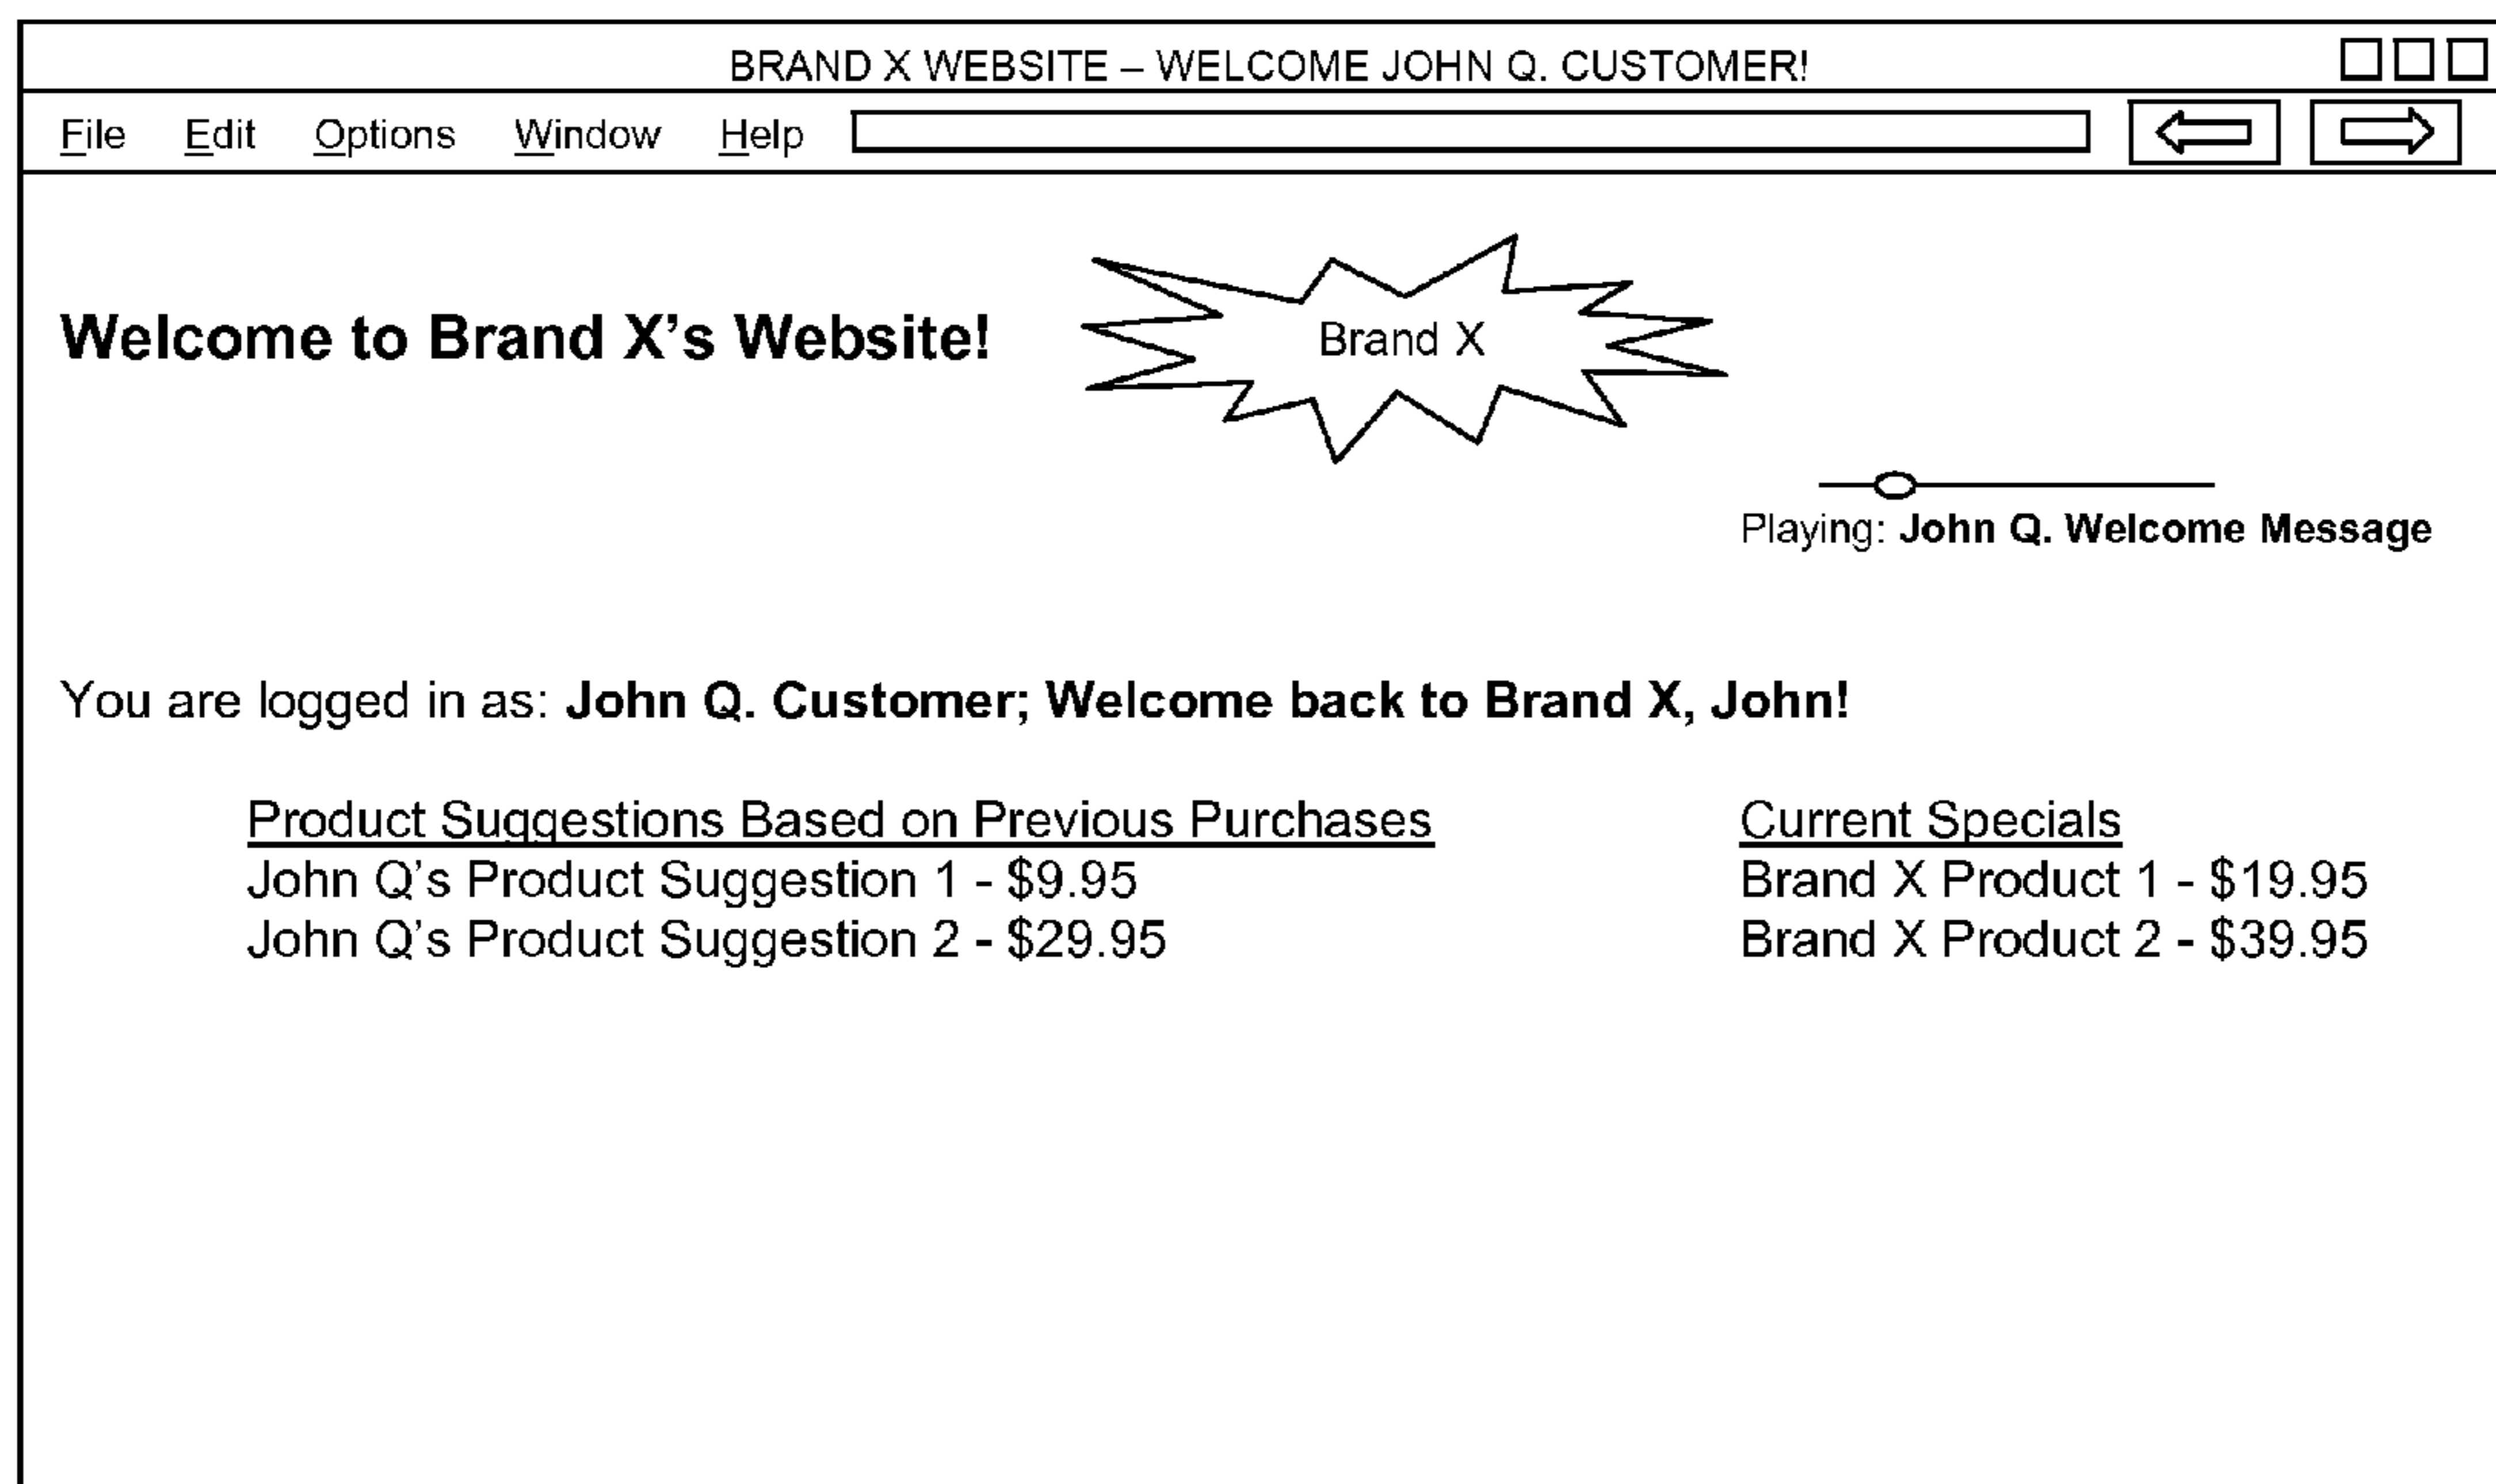 BRAND X WEBSITE – WELCOME JOHN Q. CUSTOMER!
File Edit Options Window Help
Welcome to Brand X’s Website!
Brand X
Playing: John Q. Welcome Message
You are logged in as: John Q. Customer; Welcome back to Brand X, John!
Product Suggestions Based on Previous Purchases
John Q’s Product Suggestion 1 - $9.95
John Q’s Product Suggestion 2 - $29.95
Current Specials
Brand X Product 1 - $19.95
Brand X Product 2 - $39.95